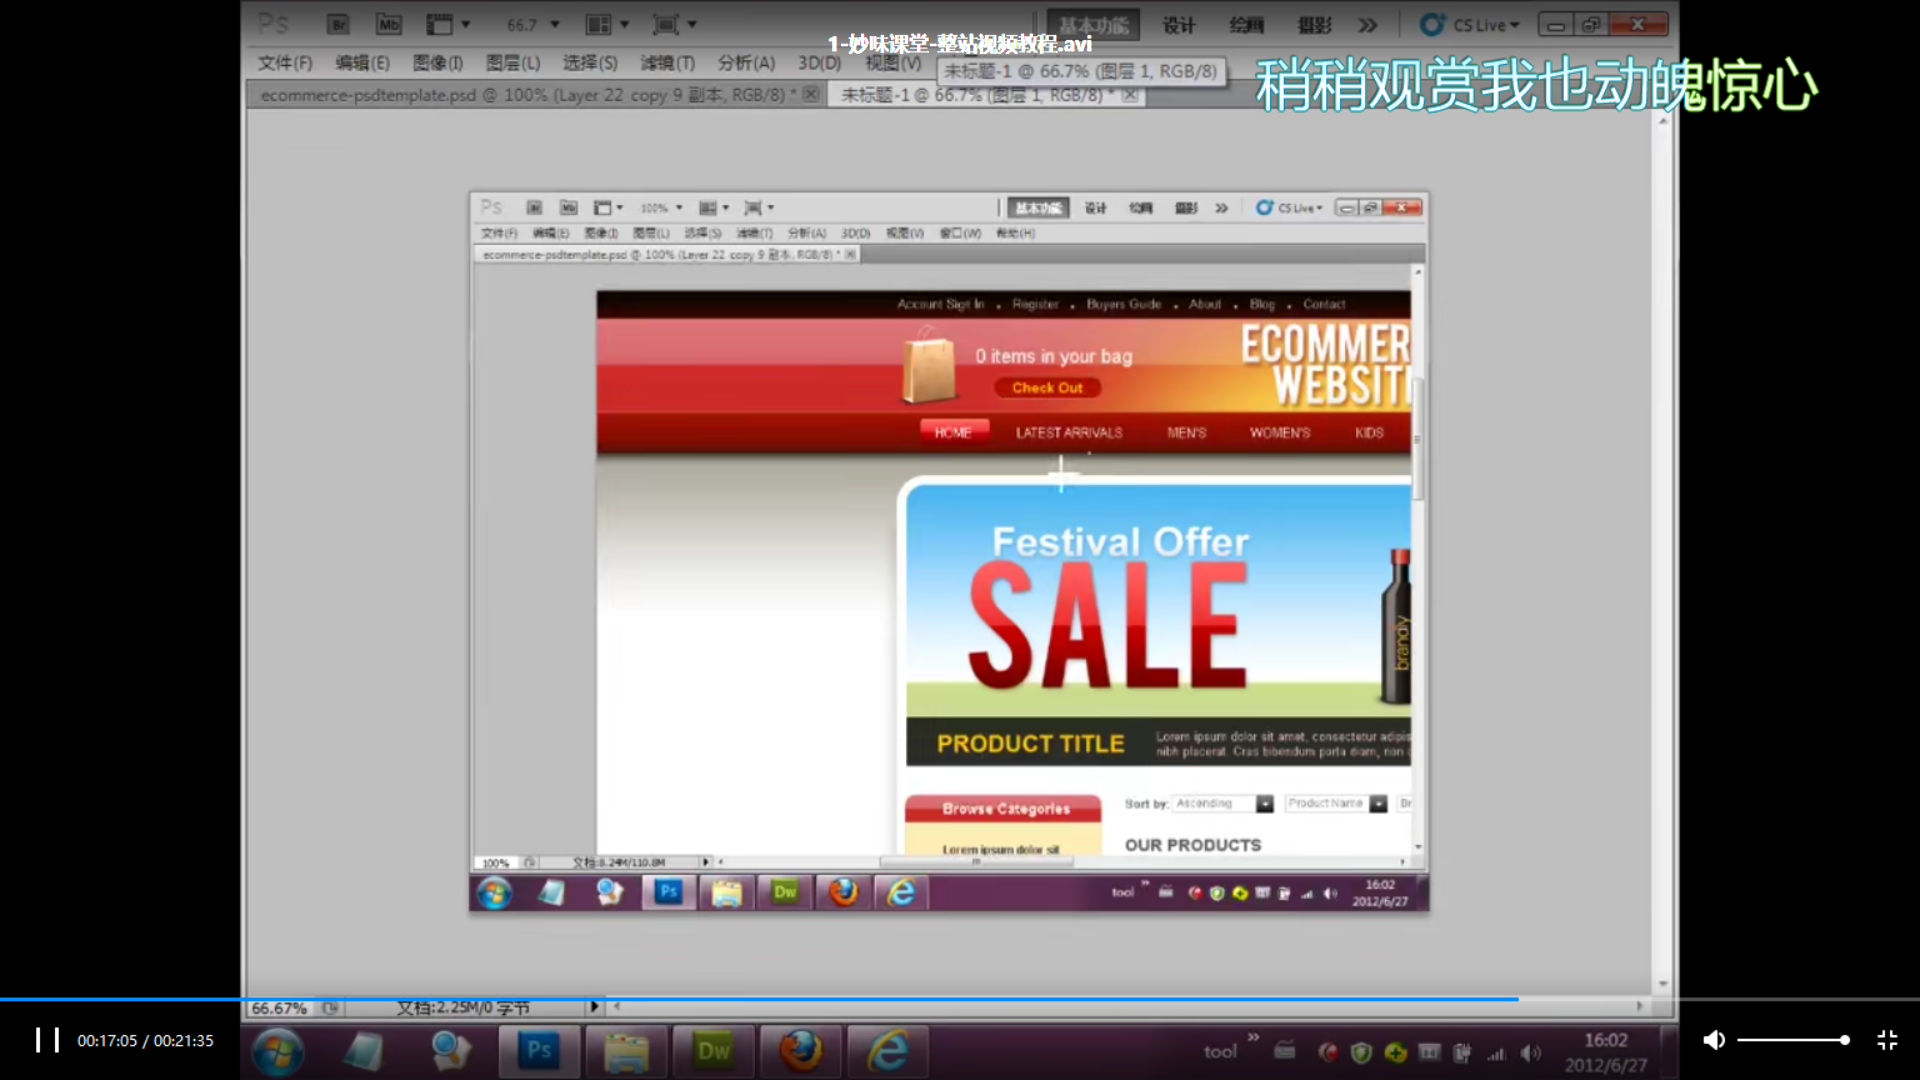 Ps Br Mb 66.7 基本功能 设计 绘画 摄影 CS Live
1-妙味课堂-整站视频教程.avi
文件(F) 编辑(E) 图像(I) 图层(L) 选择(S) 滤镜(T) 分析(A) 3D(D) 视图(V)
未标题-1 @ 66.7% (图层 1, RGB/8)
稍稍观赏我也动魄惊心
ecommerce-psdtemplate.psd @ 100% (Layer 22 copy 9 副本, RGB/8) * 未标题-1 @ 66.7% (图层 1, RGB/8) *
Ps Br Mb 100% 基本功能 设计 绘画 摄影 CS Live
文件(F) 编辑(E) 图像(I) 图层(L) 选择(S) 滤镜(T) 分析(A) 3D(D) 视图(V) 窗口(W) 帮助(H)
ecommerce-psdtemplate.psd @ 100% (Layer 22 copy 9 副本, RGB/8) *
Account Sign In Register Buyers Guide About Blog Contact
ECOMMER
0 items in your bag
WEBSIT
Check Out
HOME LATEST ARRIVALS MEN'S WOMEN'S KIDS
Festival Offer
SALE
brandly
PRODUCT TITLE
Lorem ipsum dolor sit amet, consectetur adipis
nibh placerat. Cras bibendum porta diam, non
Browse Categories
Sort by: Ascending Product Name Br
Lorem ipsum dolor sit
OUR PRODUCTS
100% 文档:8.24M/110.8M
Ps Dw tool 16:02
2012/6/27
66.67% 文档:2.25M/0 字节
00:17:05 / 00:21:35
Ps Dw tool 16:02
2012/6/27